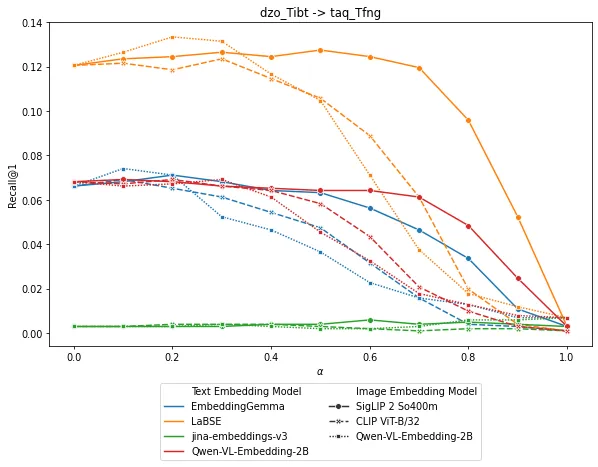 dzo_Tibt -> taq_Tfng
0.14
0.12
0.10
0.08
0.06
0.04
0.02
0.00
Recall@1
0.0 0.2 0.4 0.6 0.8 1.0
α
Text Embedding Model
EmbeddingGemma
LaBSE
jina-embeddings-v3
Qwen-VL-Embedding-2B
Image Embedding Model
SigLIP 2 So400m
CLIP ViT-B/32
Qwen-VL-Embedding-2B